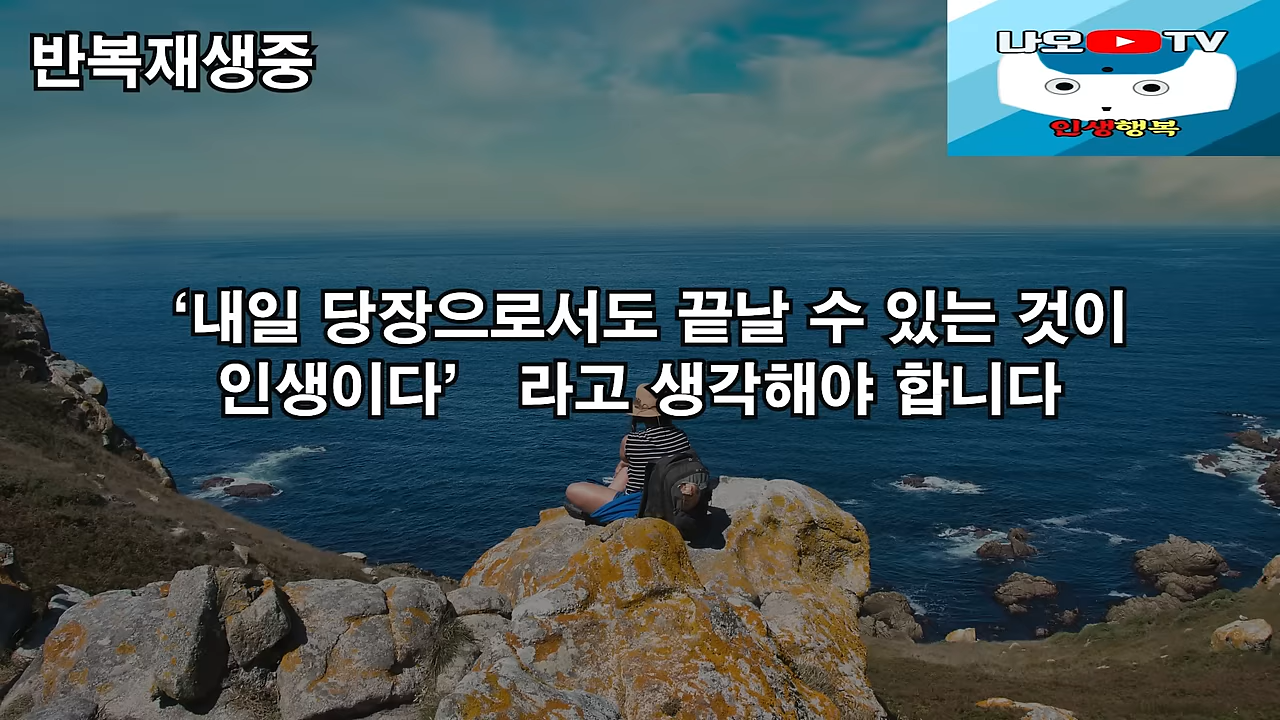 반복재생중
나오 TV
인생행복
‘내일 당장으로서도 끝날 수 있는 것이
인생이다’ 라고 생각해야 합니다